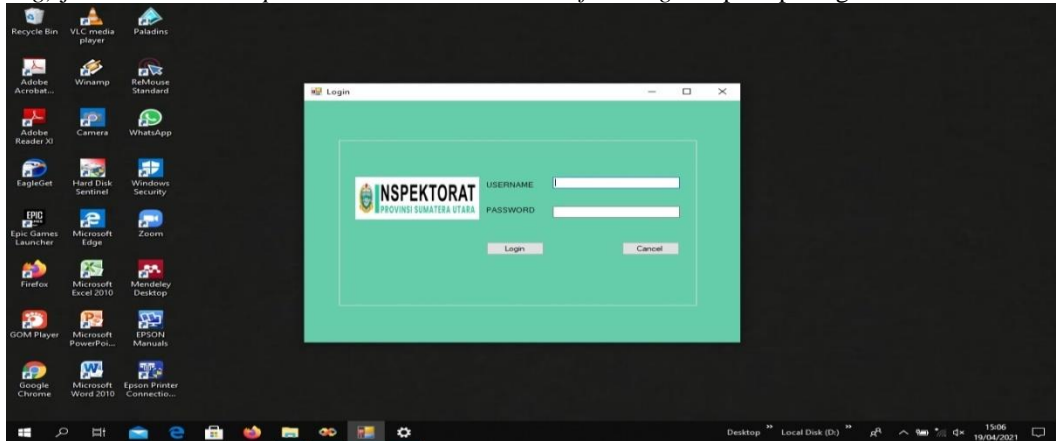 Recycle Bin
VLC media
player
Paladins
Adobe
Acrobat...
Winamp
ReMouse
Standard
Adobe
Reader XI
Camera
WhatsApp
EagleGet
Hard Disk
Sentinel
Windows
Security
EPIC
Epic Games
Launcher
Microsoft
Edge
Zoom
Firefox
Microsoft
Excel 2010
Mendeley
Desktop
GOM Player
Microsoft
PowerPoi...
EPSON
Manuals
Google
Chrome
Microsoft
Word 2010
Epson Printer
Connectio...
Login
INSPEKTORAT
PROVINSI SUMATERA UTARA
USERNAME
PASSWORD
Login
Cancel
Desktop
Local Disk (D:)
15:06
19/04/2021